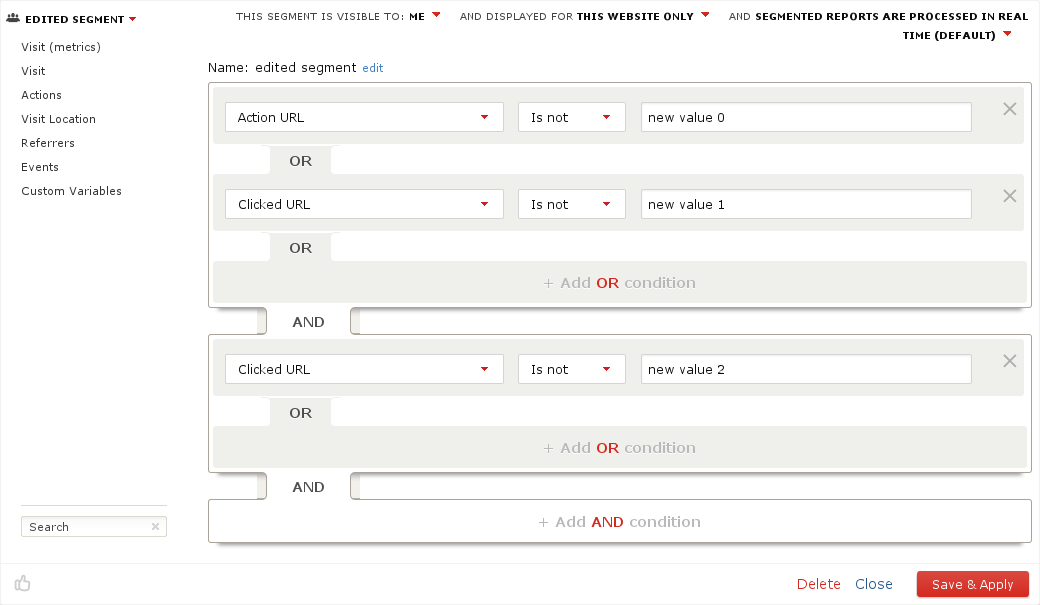 EDITED SEGMENT
THIS SEGMENT IS VISIBLE TO: ME AND DISPLAYED FOR THIS WEBSITE ONLY AND SEGMENTED REPORTS ARE PROCESSED IN REAL
TIME (DEFAULT)
Visit (metrics)
Visit
Actions
Visit Location
Referrers
Events
Custom Variables
Search
Name: edited segment edit
Action URL Is not new value 0
OR
Clicked URL Is not new value 1
OR
+ Add OR condition
AND
Clicked URL Is not new value 2
OR
+ Add OR condition
AND
+ Add AND condition
Delete Close Save & Apply